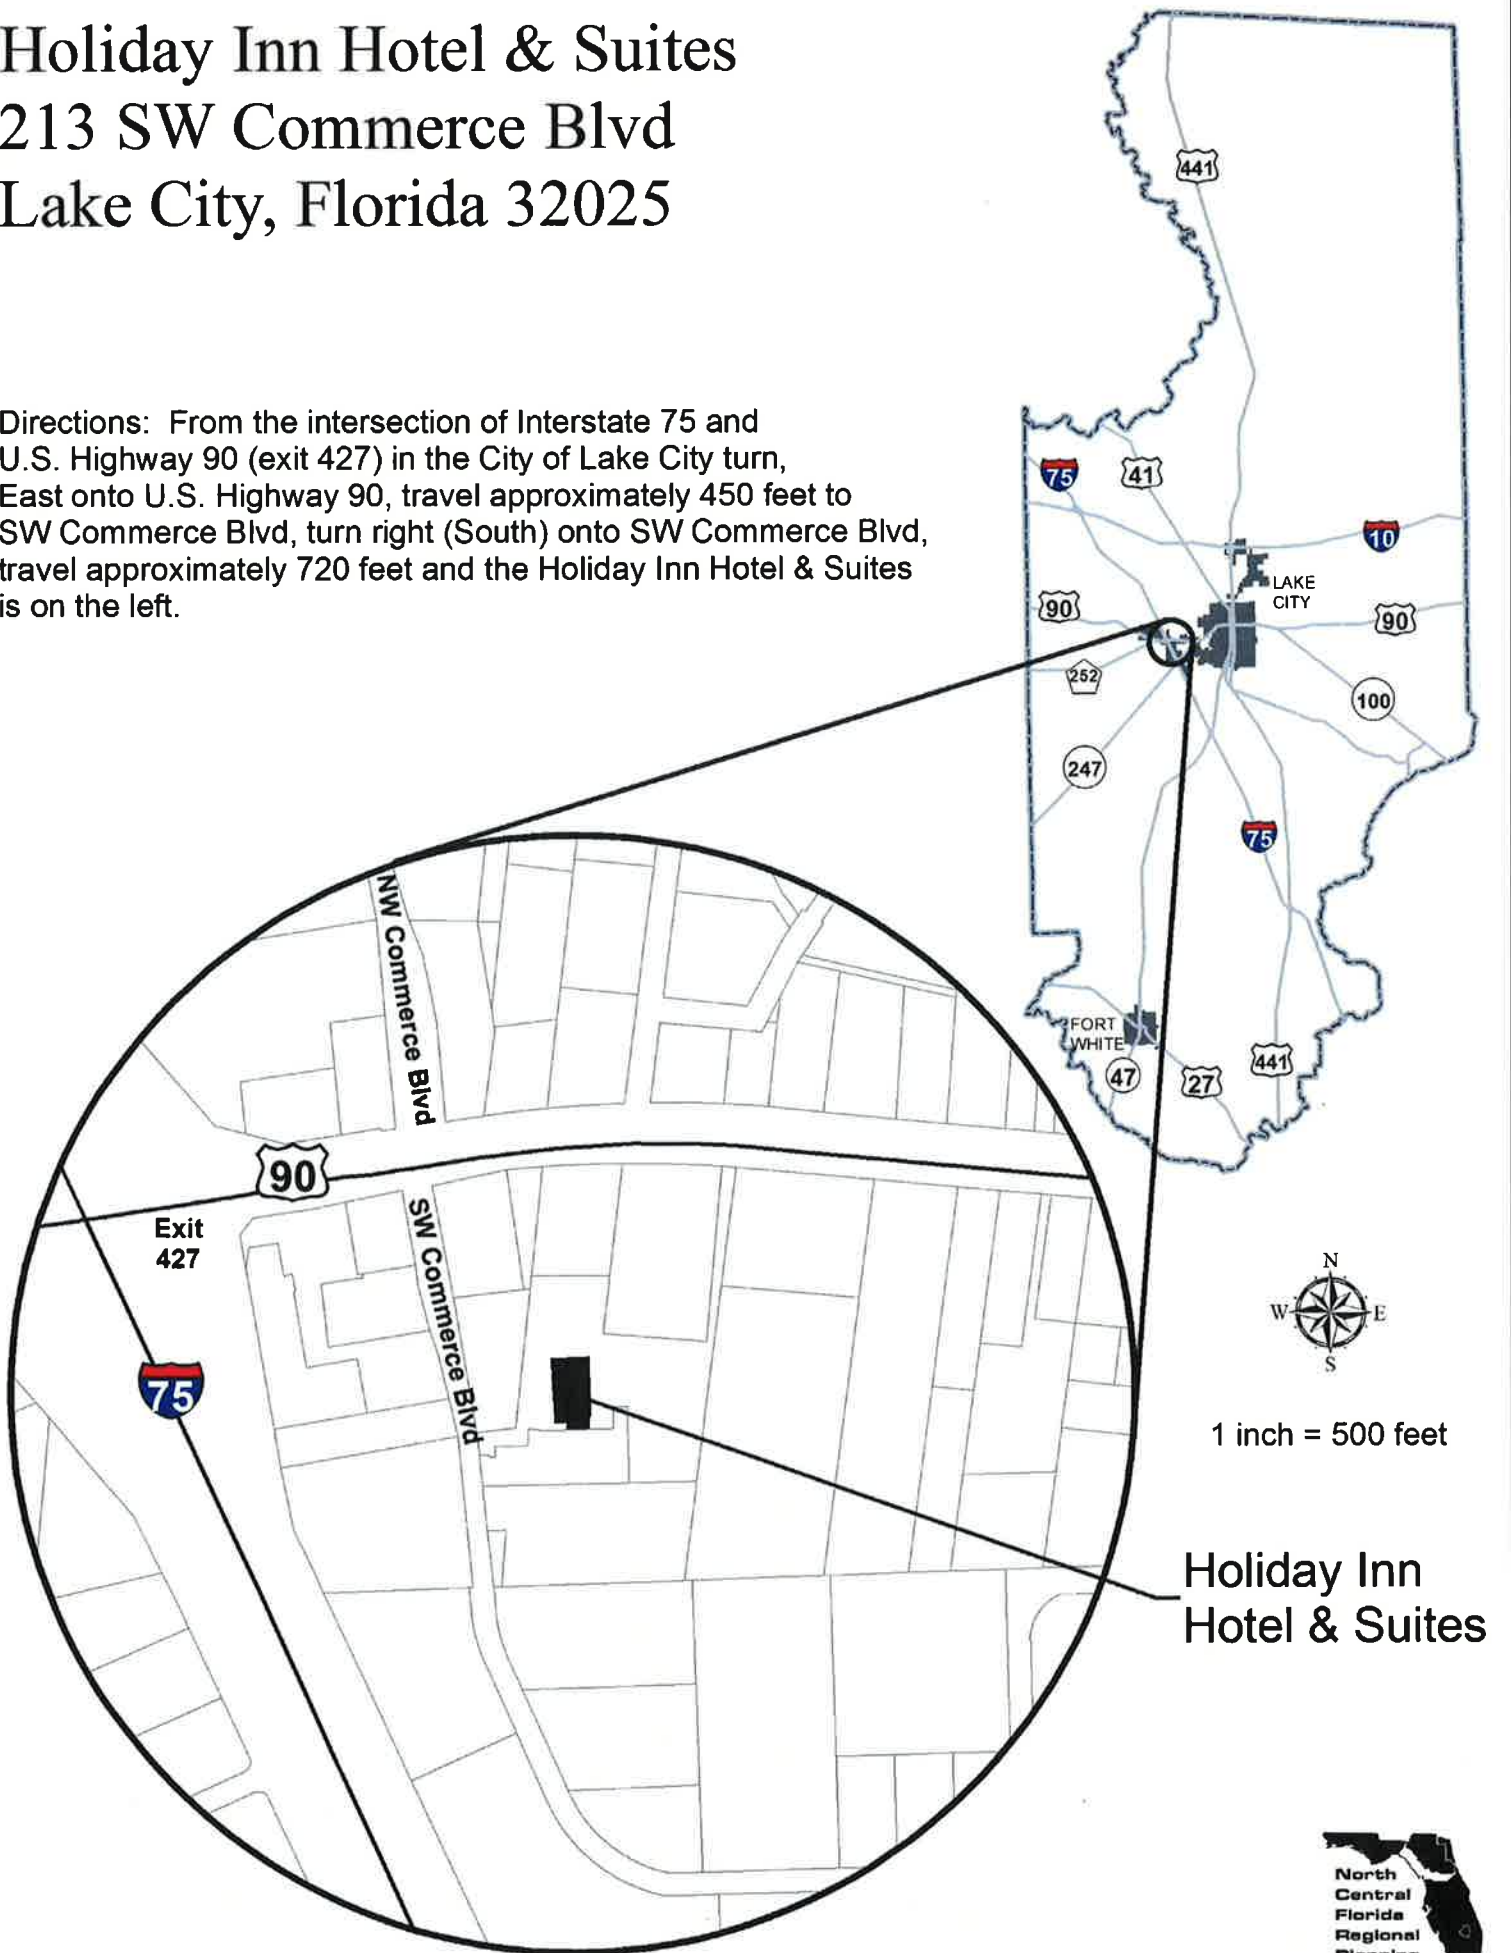 Holiday Inn Hotel & Suites
213 SW Commerce Blvd
Lake City, Florida 32025
Directions: From the intersection of Interstate 75 and
U.S. Highway 90 (exit 427) in the City of Lake City turn,
East onto U.S. Highway 90, travel approximately 450 feet to
SW Commerce Blvd, turn right (South) onto SW Commerce Blvd,
travel approximately 720 feet and the Holiday Inn Hotel & Suites
is on the left.
441
75
41
10
LAKE
CITY
90
90
252
100
247
75
FORT
WHITE
47
27
441
NW Commerce Blvd
90
Exit
427
SW Commerce Blvd
75
N
W
E
S
1 inch = 500 feet
Holiday Inn
Hotel & Suites
North
Central
Florida
Regional